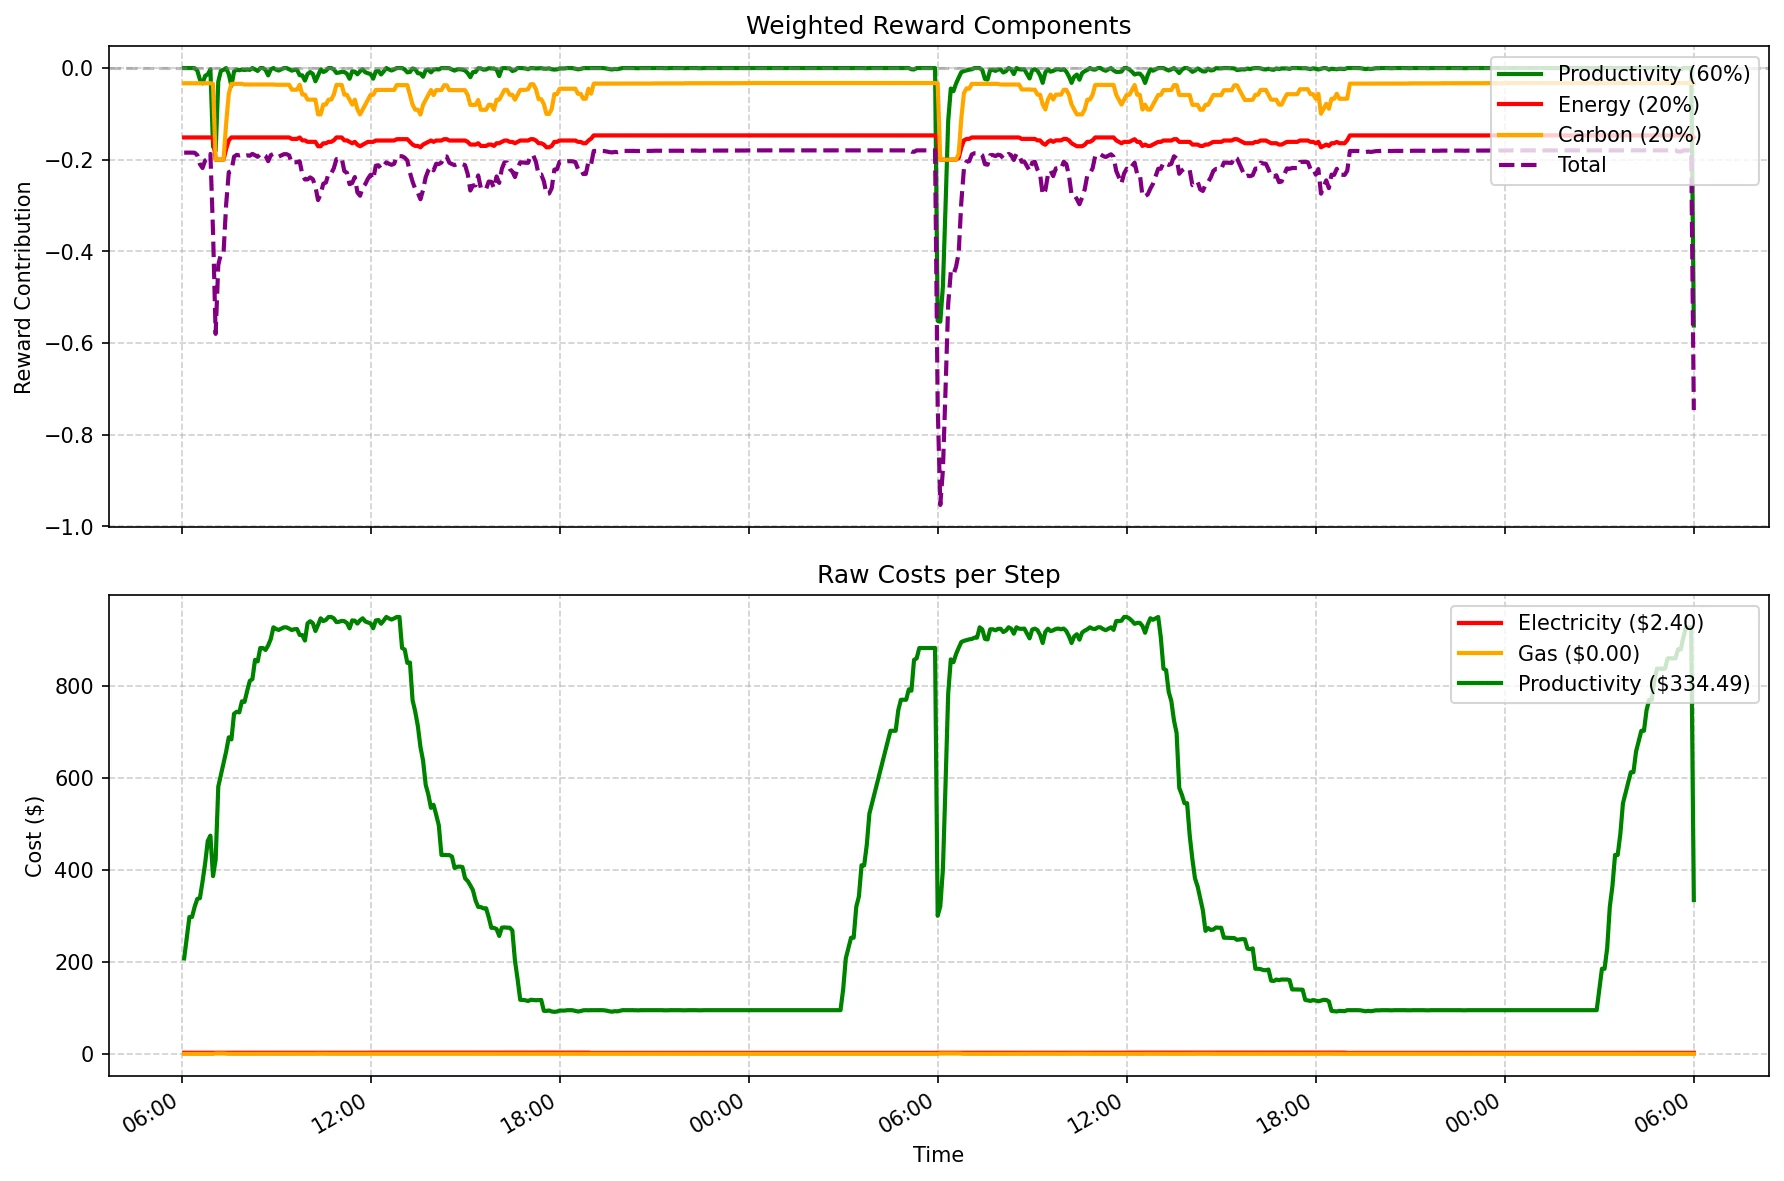 Weighted Reward Components
0.0
−0.2
−0.4
−0.6
−0.8
−1.0
Reward Contribution
Productivity (60%)
Energy (20%)
Carbon (20%)
Total
Raw Costs per Step
800
600
400
200
0
Cost ($)
Electricity ($2.40)
Gas ($0.00)
Productivity ($334.49)
06:00
12:00
18:00
00:00
06:00
12:00
18:00
00:00
06:00
Time